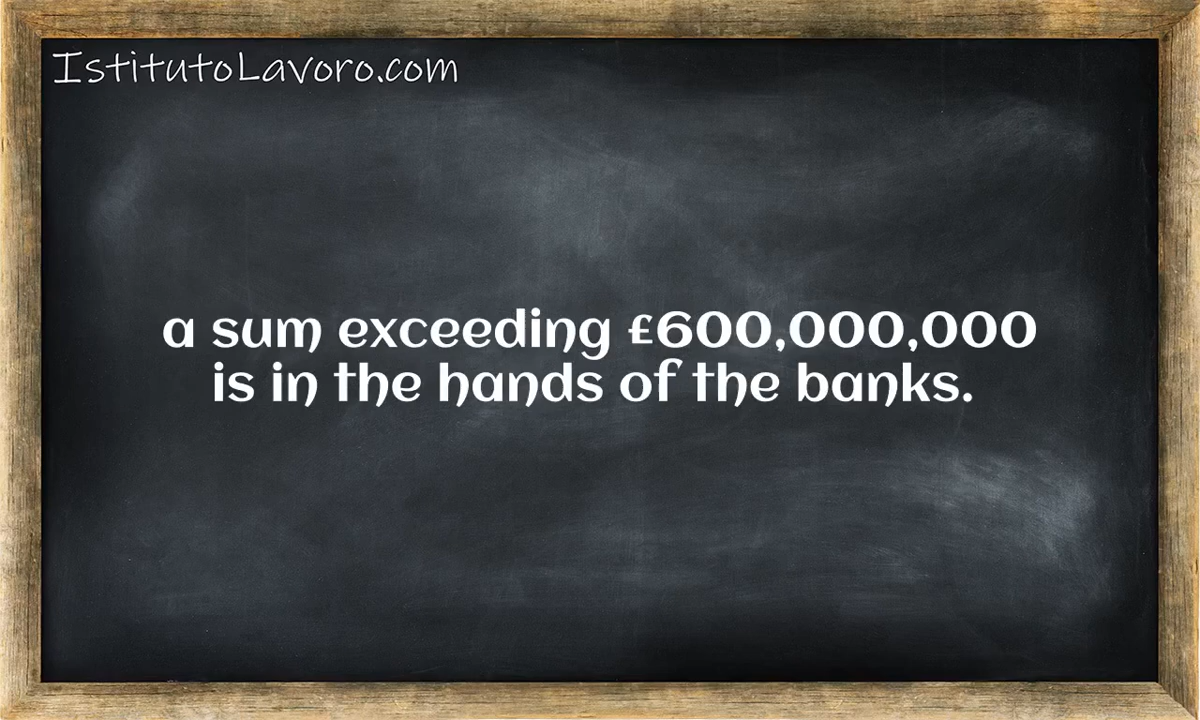 IstitutoLavoro.com
a sum exceeding £600,000,000
is in the hands of the banks.